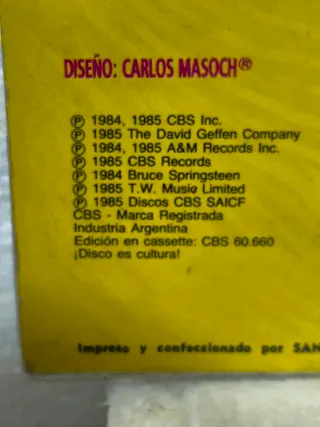 DISEÑO: CARLOS MASOCH®
℗ 1984, 1985 CBS Inc.
℗ 1985 The David Geffen Company
℗ 1984, 1985 A&M Records Inc.
℗ 1985 CBS Records
℗ 1984 Bruce Springsteen
℗ 1985 T.W. Music Limited
℗ 1985 Discos CBS SAICF
CBS - Marca Registrada
Industria Argentina
Edición en cassette: CBS 60.660
¡Disco es cultura!
Impreso y confeccionado por SAN